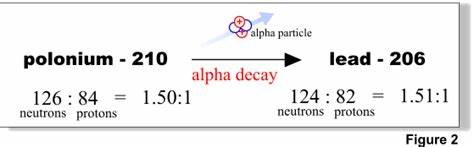 alpha particle
polonium - 210 lead - 206
alpha decay
126 : 84 = 1.50:1 124 : 82 = 1.51:1
neutrons protons neutrons protons
Figure 2